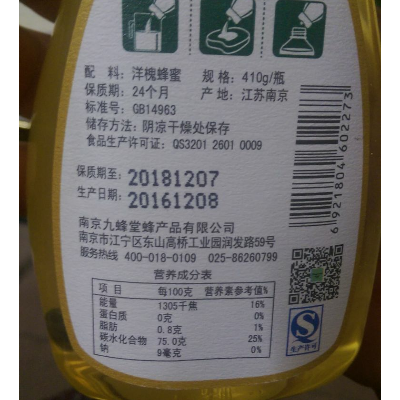 配　料：洋槐蜂蜜　规　格：410g/瓶
保质期：24个月　产　地：江苏南京
标准号：GB14963
储存方法：阴凉干燥处保存
食品生产许可证：QS3201 2601 0009
保质期至：20181207
生产日期：20161208
南京九蜂堂蜂产品有限公司
南京市江宁区东山高桥工业园润发路59号
服务热线　400-018-0109　025-86260799
营养成分表
项　目　每100克　营养素参考值%
能量　1305千焦　16%
蛋白质　0克　0%
脂肪　0.8克　1%
碳水化合物　75.0克　25%
钠　9毫克　0%
6921804602273
QS
生产许可